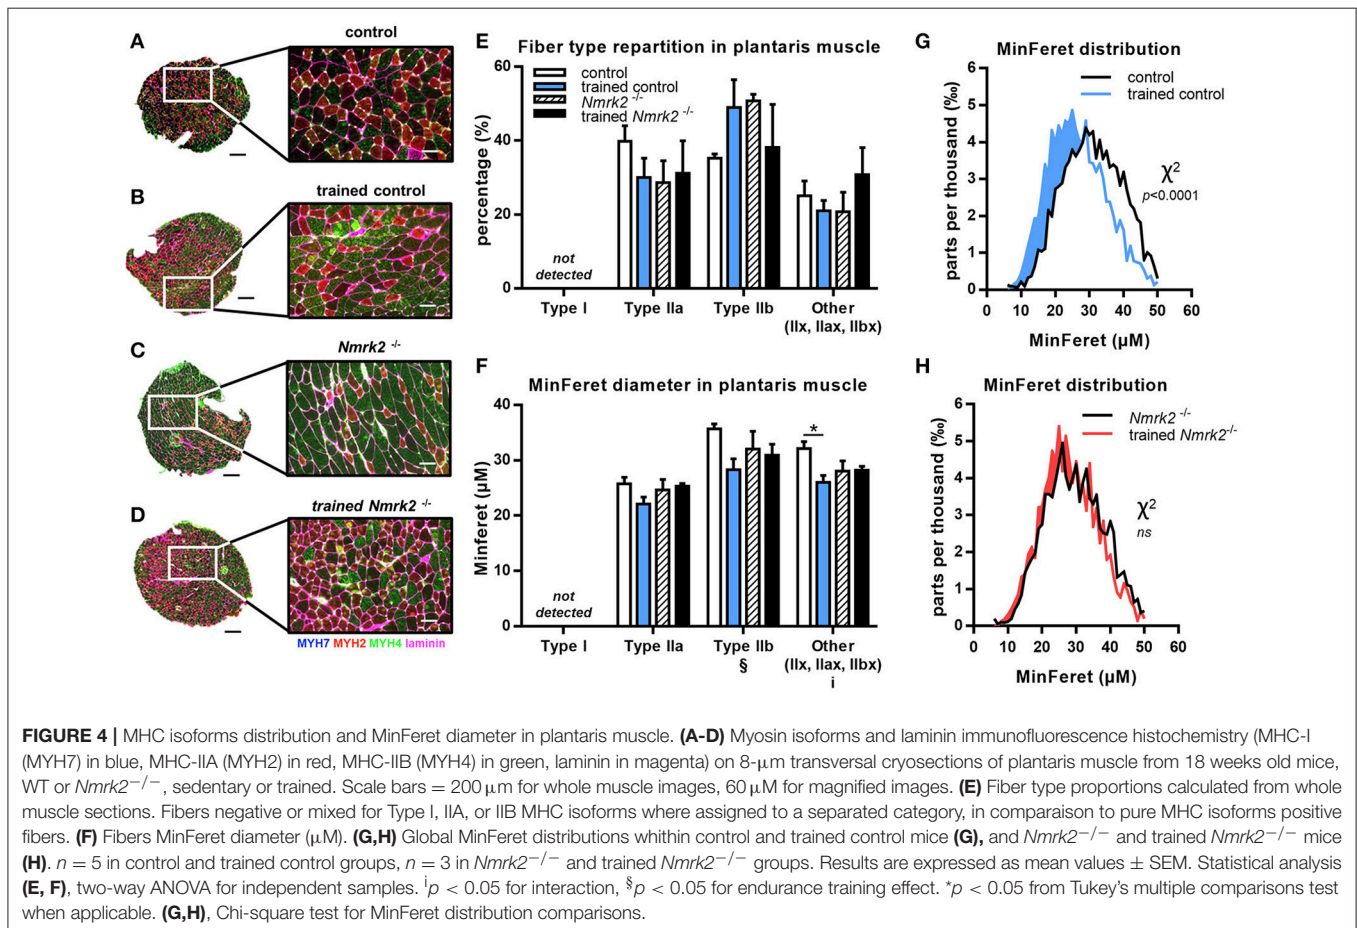 A
control
B
trained control
C
Nmrk2 -/-
D
trained Nmrk2 -/-
MYH7 MYH2 MYH4 laminin
E
Fiber type repartition in plantaris muscle
control
trained control
Nmrk2 -/-
trained Nmrk2 -/-
percentage (%)
60
40
20
0
not
detected
Type I
Type IIa
Type IIb
Other
(IIx, IIax, IIbx)
F
MinFeret diameter in plantaris muscle
Minferet (µM)
40
30
20
10
0
*
not
detected
Type I
Type IIa
Type IIb
§
Other
(IIx, IIax, IIbx)
i
G
MinFeret distribution
control
trained control
parts per thousand (‰)
6
5
4
3
2
1
0
χ2
p<0.0001
0 10 20 30 40 50 60
MinFeret (µM)
H
MinFeret distribution
Nmrk2 -/-
trained Nmrk2-/-
parts per thousand (‰)
6
5
4
3
2
1
0
χ2
ns
0 10 20 30 40 50 60
MinFeret (µM)
FIGURE 4 | MHC isoforms distribution and MinFeret diameter in plantaris muscle. (A-D) Myosin isoforms and laminin immunofluorescence histochemistry (MHC-I
(MYH7) in blue, MHC-IIA (MYH2) in red, MHC-IIB (MYH4) in green, laminin in magenta) on 8-µm transversal cryosections of plantaris muscle from 18 weeks old mice,
WT or Nmrk2−/−, sedentary or trained. Scale bars = 200 µm for whole muscle images, 60 µM for magnified images. (E) Fiber type proportions calculated from whole
muscle sections. Fibers negative or mixed for Type I, IIA, or IIB MHC isoforms where assigned to a separated category, in comparaison to pure MHC isoforms positive
fibers. (F) Fibers MinFeret diameter (µM). (G,H) Global MinFeret distributions whithin control and trained control mice (G), and Nmrk2−/− and trained Nmrk2−/− mice
(H). n = 5 in control and trained control groups, n = 3 in Nmrk2−/− and trained Nmrk2−/− groups. Results are expressed as mean values ± SEM. Statistical analysis
(E, F), two-way ANOVA for independent samples. ip < 0.05 for interaction, §p < 0.05 for endurance training effect. *p < 0.05 from Tukey's multiple comparisons test
when applicable. (G,H), Chi-square test for MinFeret distribution comparisons.